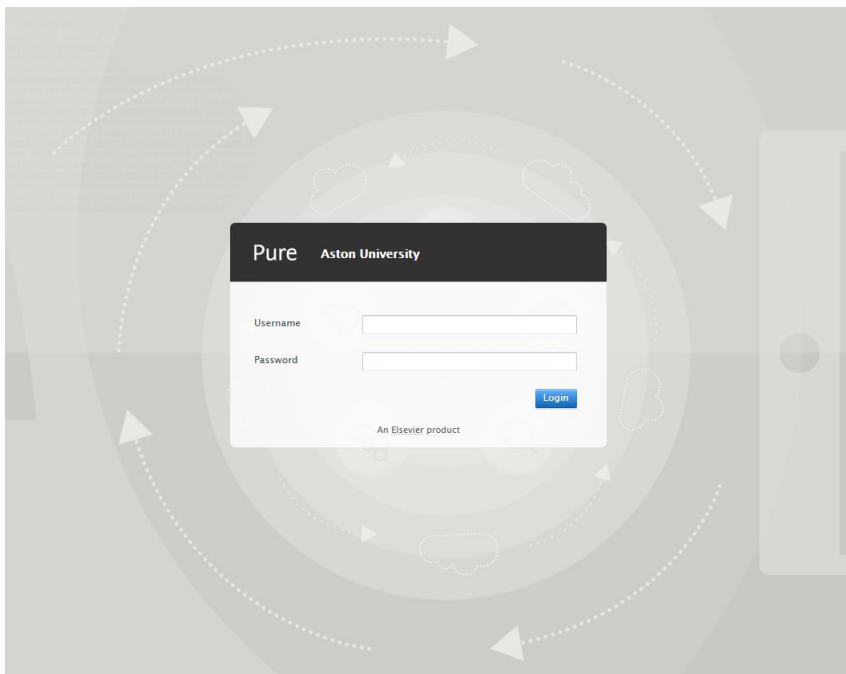 Pure Aston University
Username
Password
Login
An Elsevier product